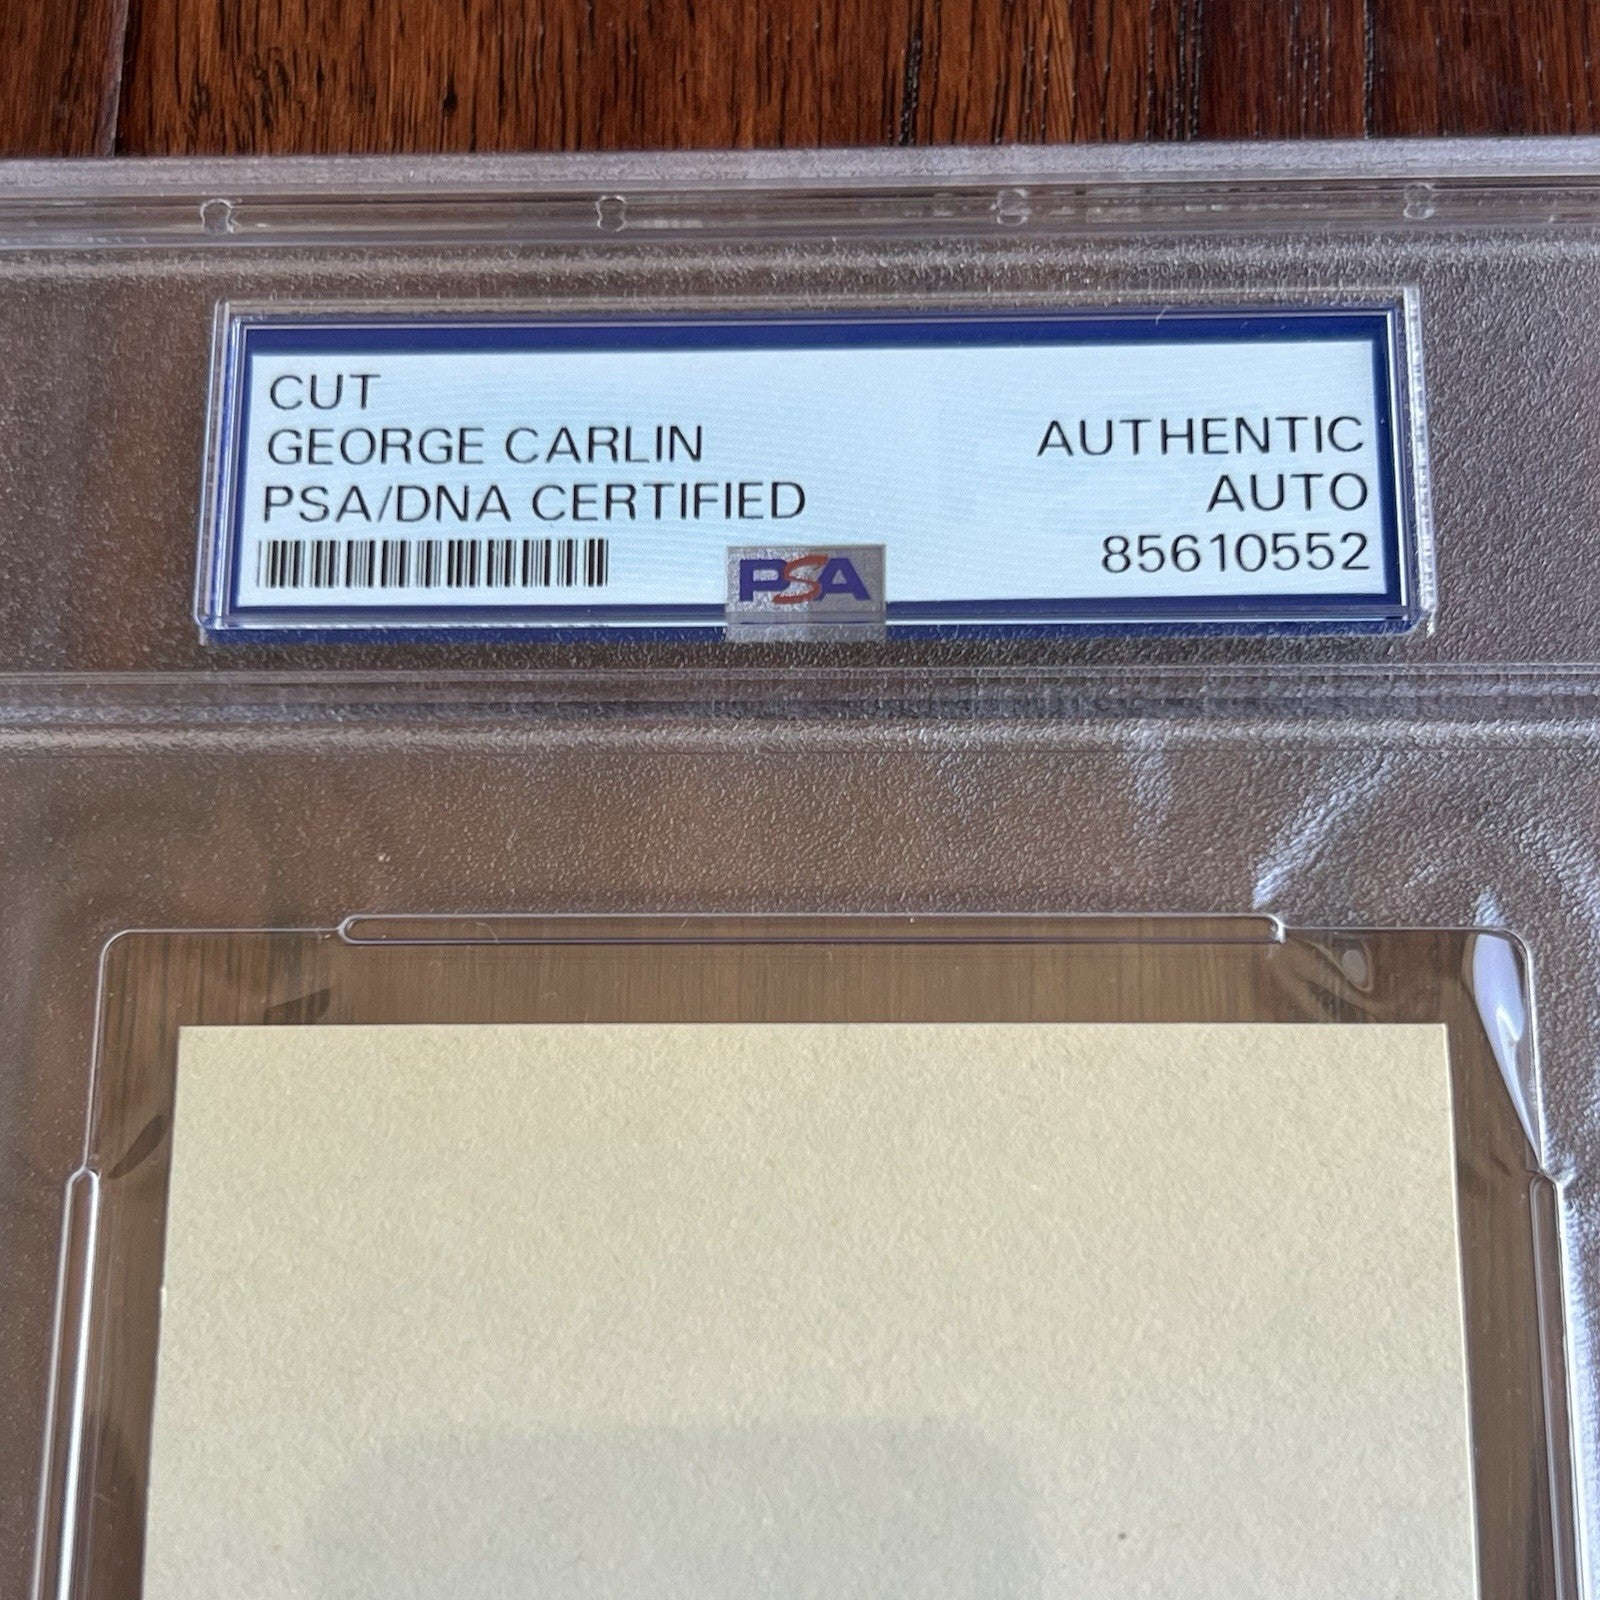 CUT
GEORGE CARLIN
PSA/DNA CERTIFIED
AUTHENTIC
AUTO
85610552
PSA